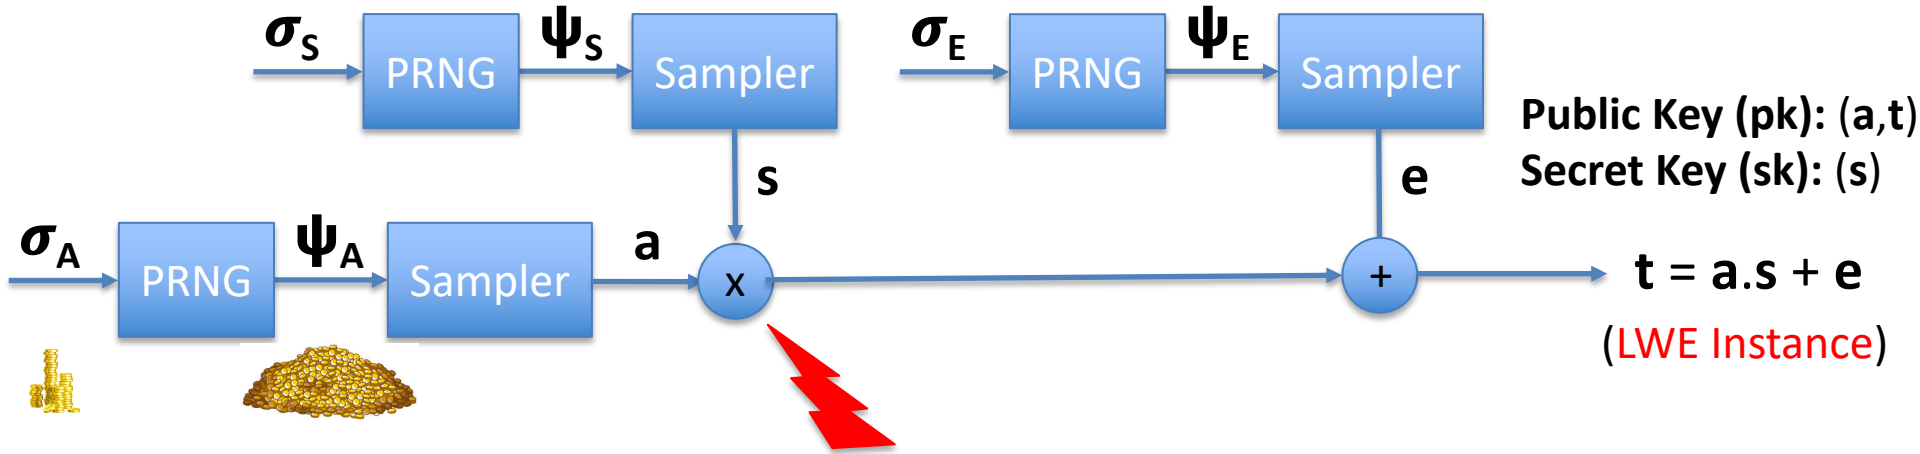 σS
PRNG
ψS
Sampler
σE
PRNG
ψE
Sampler
Public Key (pk): (a,t)
Secret Key (sk): (s)
s
e
σA
PRNG
ψA
Sampler
a
x
+
t = a.s + e
(LWE Instance)